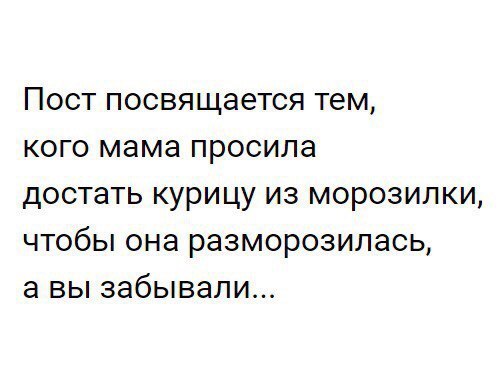 Пост посвящается тем,
кого мама просила
достать курицу из морозилки,
чтобы она разморозилась,
а вы забывали...